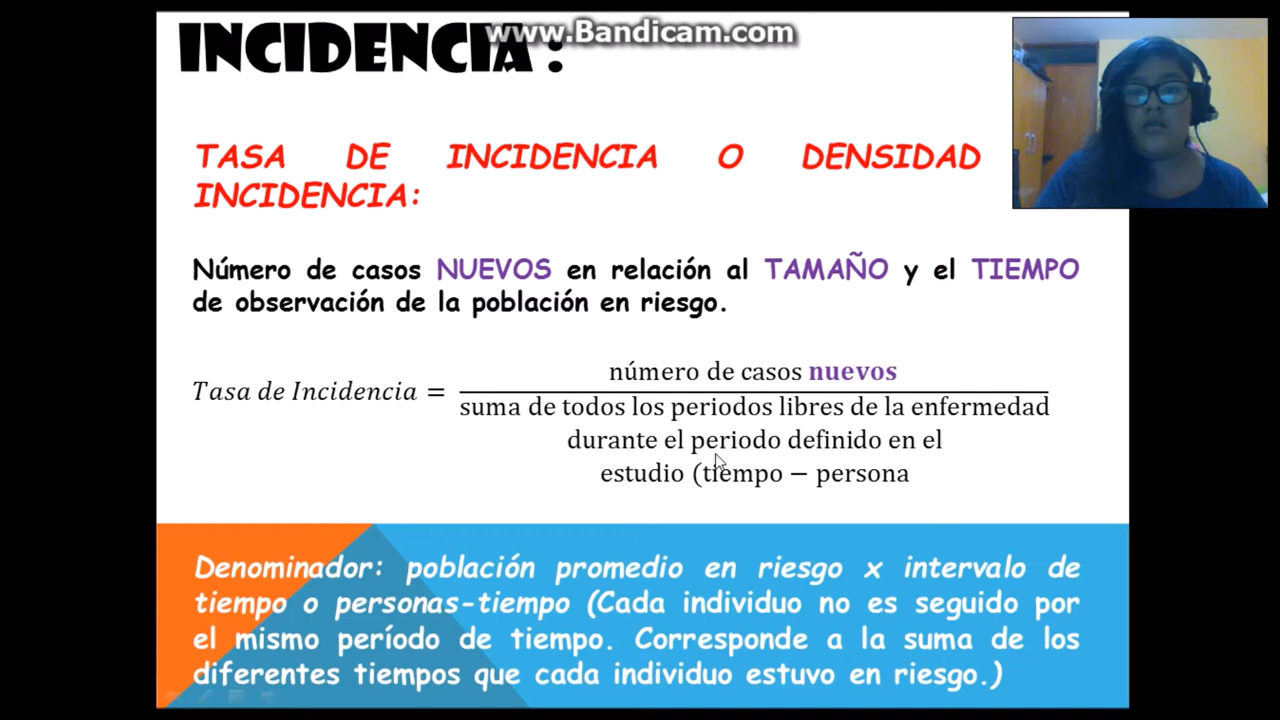 www.Bandicam.com
INCIDENCIA:
TASA DE INCIDENCIA O DENSIDAD
INCIDENCIA:
Número de casos NUEVOS en relación al TAMAÑO y el TIEMPO
de observación de la población en riesgo.
número de casos nuevos
Tasa de Incidencia =
suma de todos los periodos libres de la enfermedad
durante el periodo definido en el
estudio (tiempo − persona
Denominador: población promedio en riesgo x intervalo de
tiempo o personas-tiempo (Cada individuo no es seguido por
el mismo período de tiempo. Corresponde a la suma de los
diferentes tiempos que cada individuo estuvo en riesgo.)